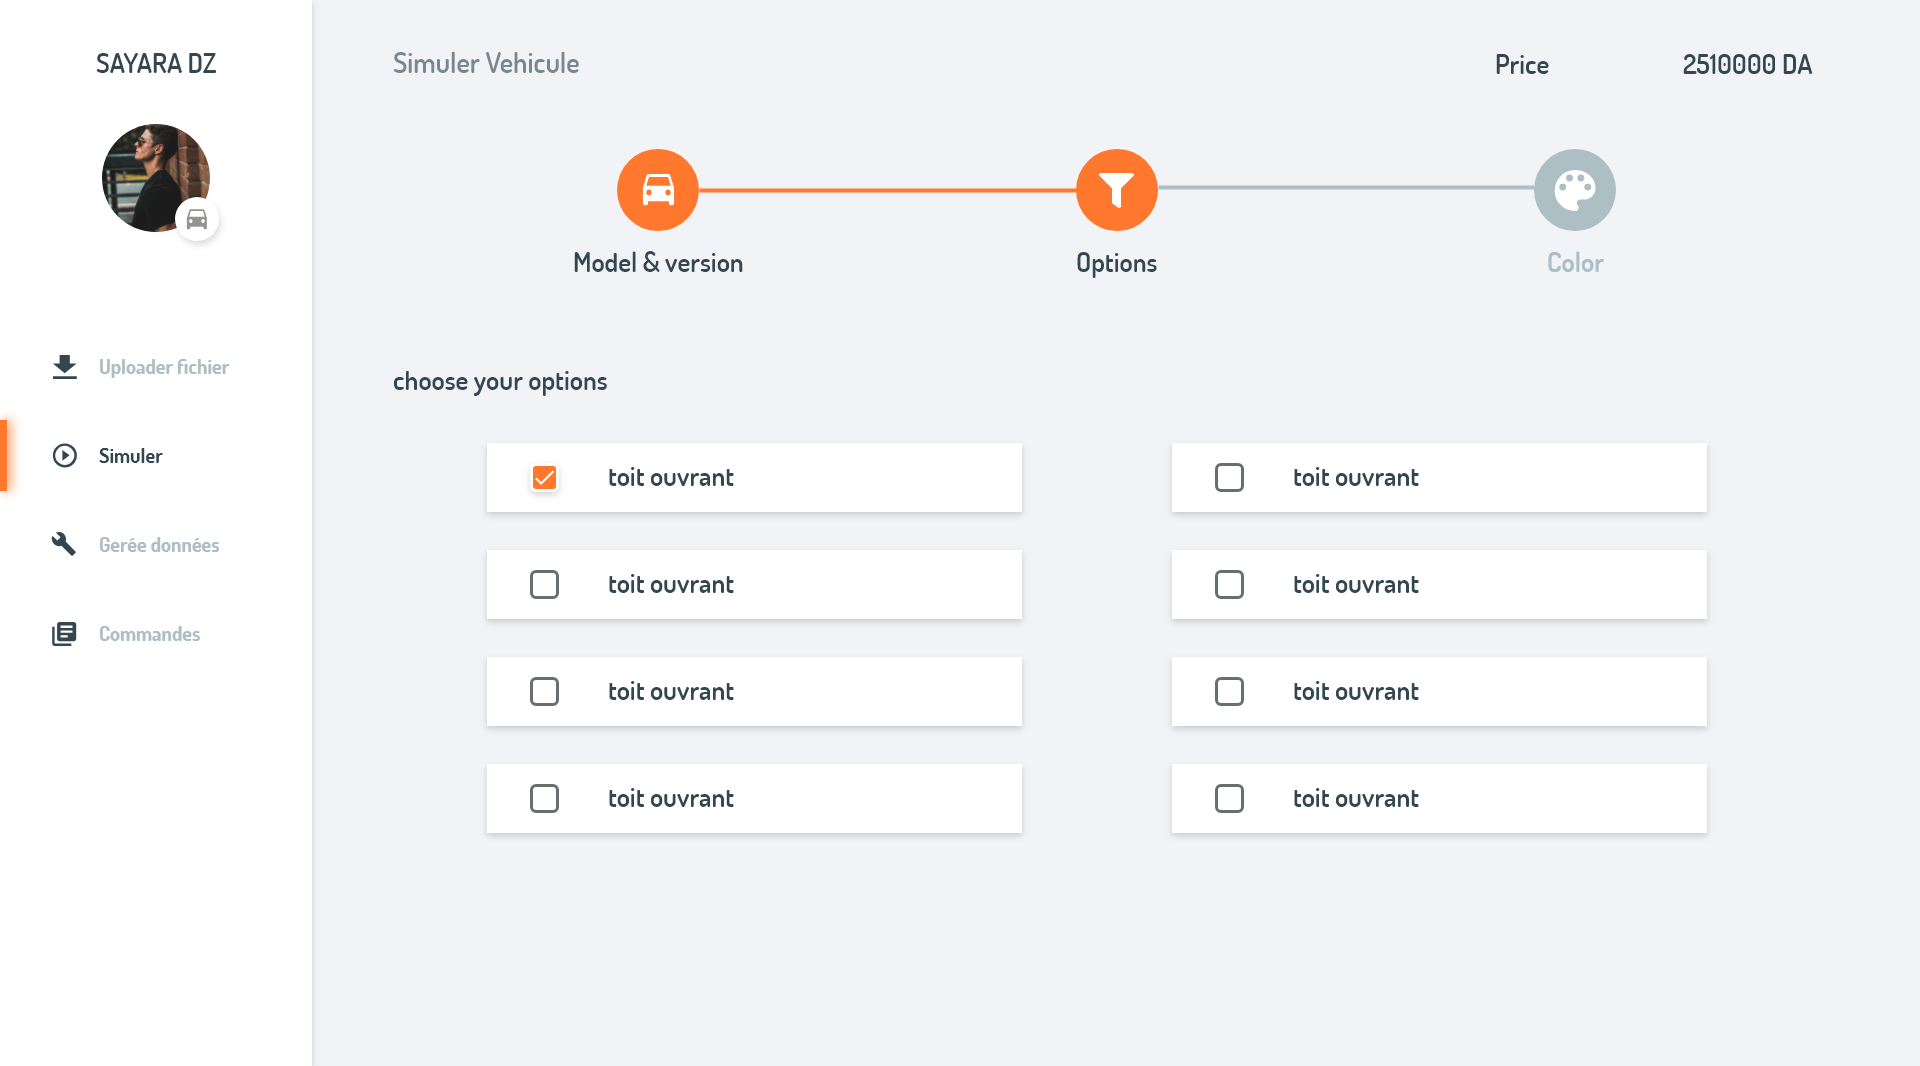 SAYARA DZ
Simuler Vehicule
Price
2510000 DA
Model & version
Options
Color
Uploader fichier
Simuler
Gerée données
Commandes
choose your options
toit ouvrant
toit ouvrant
toit ouvrant
toit ouvrant
toit ouvrant
toit ouvrant
toit ouvrant
toit ouvrant